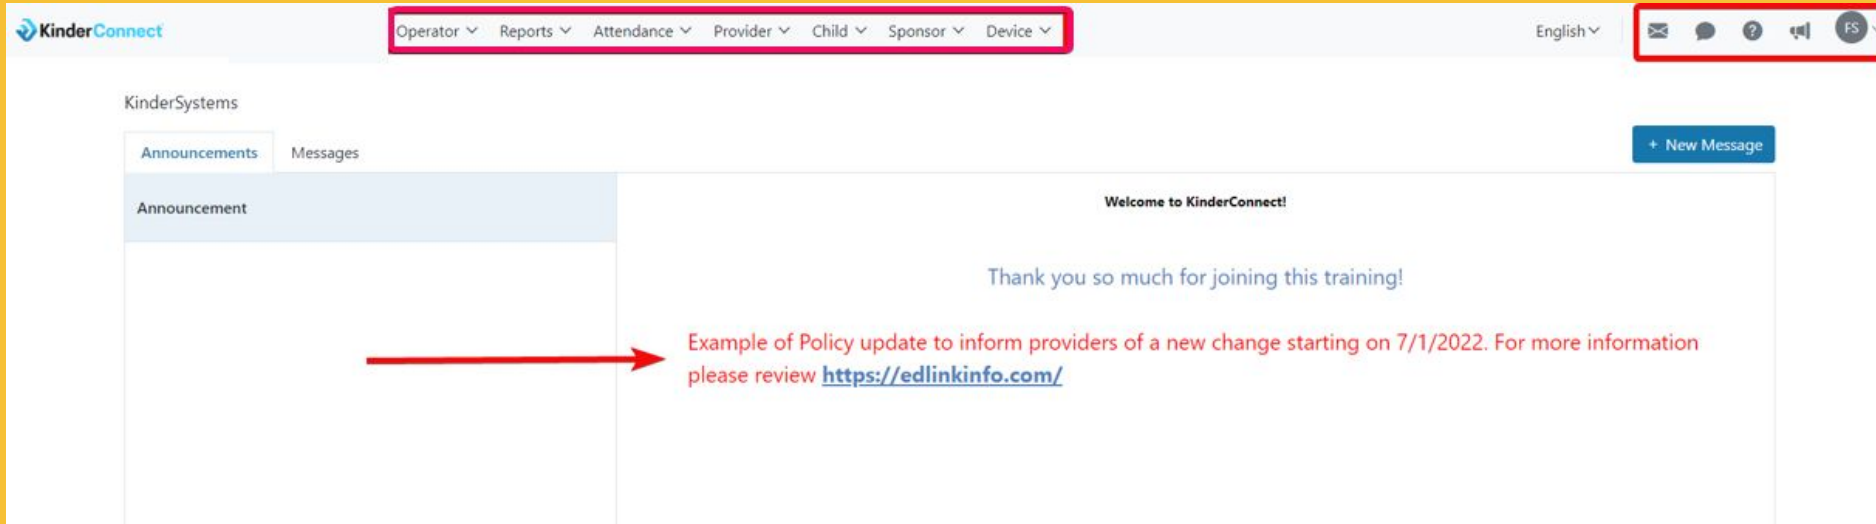 KinderConnect
Operator Reports Attendance Provider Child Sponsor Device
English
FS
KinderSystems
Announcements Messages
+ New Message
Announcement
Welcome to KinderConnect!
Thank you so much for joining this training!
Example of Policy update to inform providers of a new change starting on 7/1/2022. For more information
please review https://edlinkinfo.com/